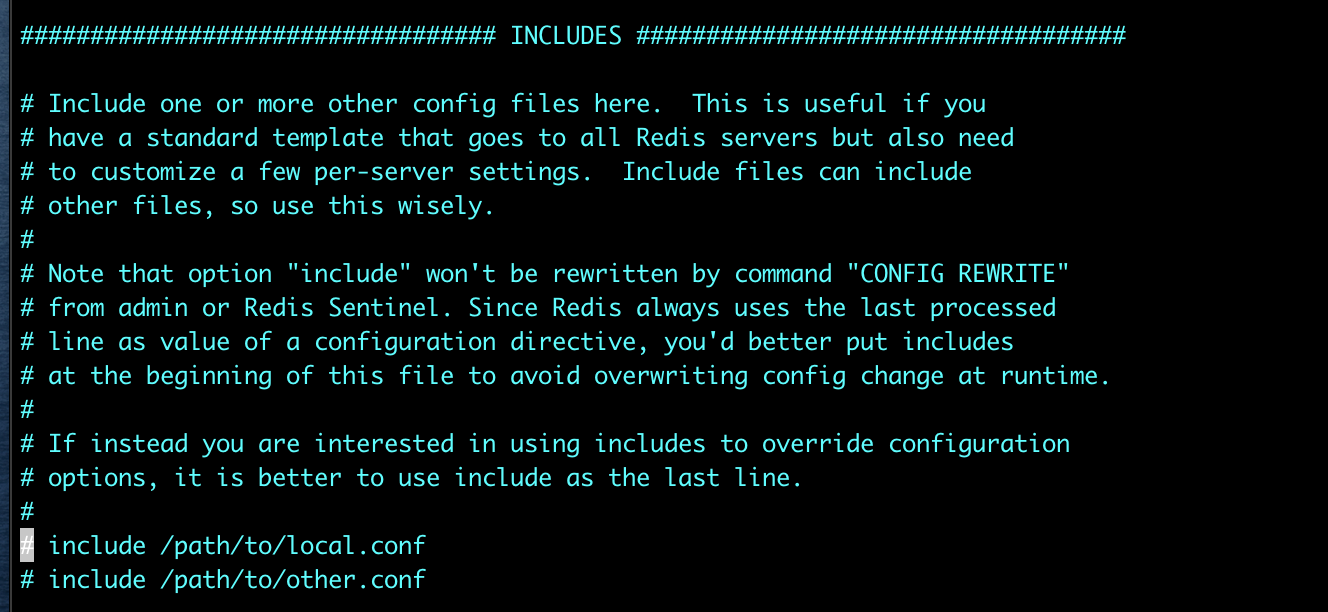 ################################## INCLUDES ###################################
# Include one or more other config files here.  This is useful if you
# have a standard template that goes to all Redis servers but also need
# to customize a few per-server settings.  Include files can include
# other files, so use this wisely.
#
# Note that option "include" won't be rewritten by command "CONFIG REWRITE"
# from admin or Redis Sentinel. Since Redis always uses the last processed
# line as value of a configuration directive, you'd better put includes
# at the beginning of this file to avoid overwriting config change at runtime.
#
# If instead you are interested in using includes to override configuration
# options, it is better to use include as the last line.
#
# include /path/to/local.conf
# include /path/to/other.conf